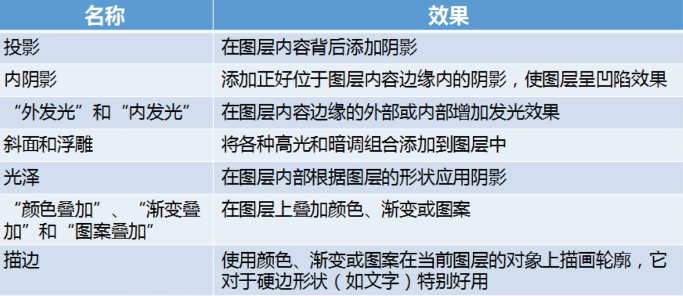 名称 效果
投影 在图层内容背后添加阴影
内阴影 添加正好位于图层内容边缘内的阴影，使图层呈凹陷效果
“外发光”和“内发光” 在图层内容边缘的外部或内部增加发光效果
斜面和浮雕 将各种高光和暗调组合添加到图层中
光泽 在图层内部根据图层的形状应用阴影
“颜色叠加”、“渐变叠
加”和“图案叠加”
在图层上叠加颜色、渐变或图案
描边 使用颜色、渐变或图案在当前图层的对象上描画轮廓，它
对于硬边形状（如文字）特别好用